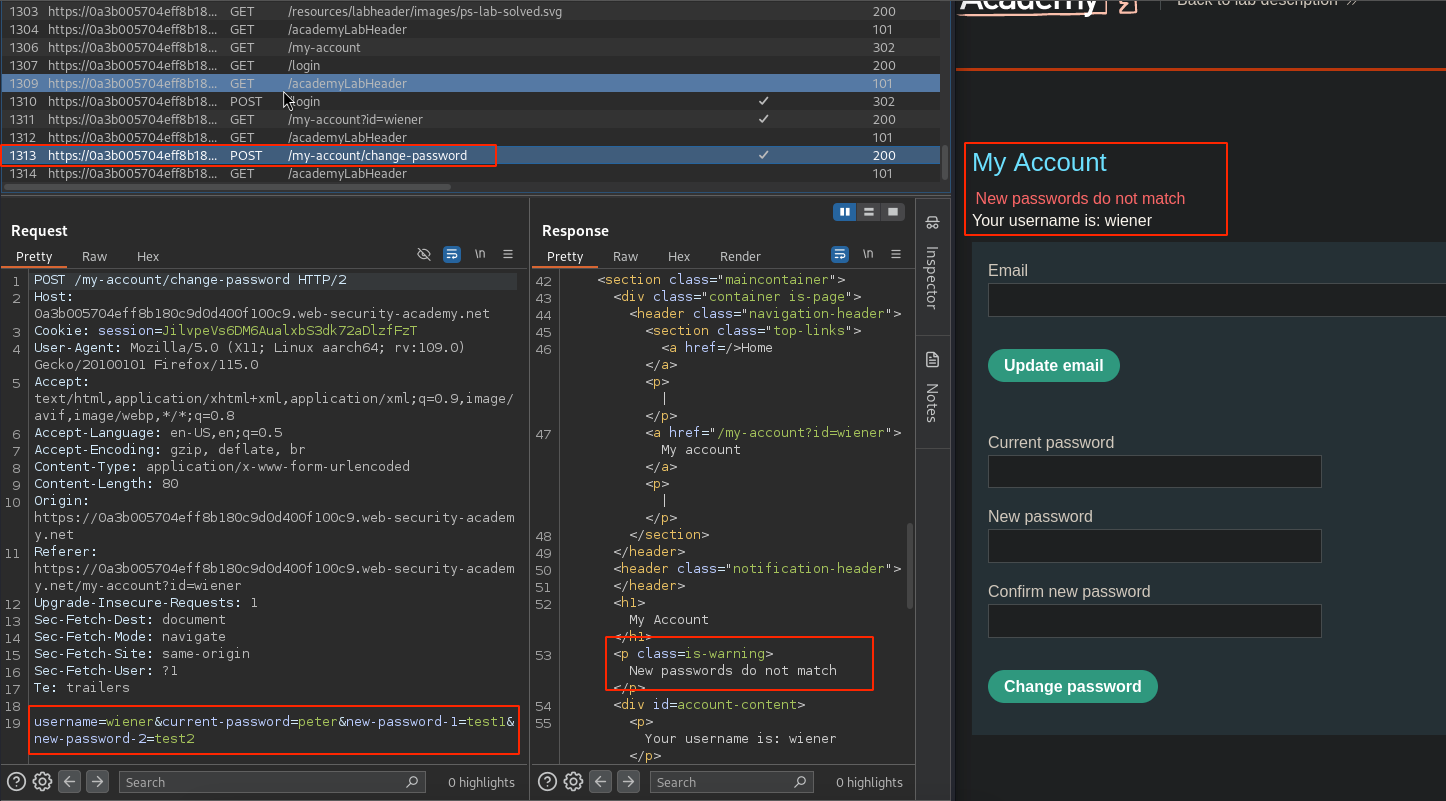 Academy
Back to lab description
1303 https://0a3b005704eff8b18... GET /resources/labheader/images/ps-lab-solved.svg 200
1304 https://0a3b005704eff8b18... GET /academyLabHeader 101
1306 https://0a3b005704eff8b18... GET /my-account 302
1307 https://0a3b005704eff8b18... GET /login 200
1309 https://0a3b005704eff8b18... GET /academyLabHeader 101
1310 https://0a3b005704eff8b18... POST /login ✓ 302
1311 https://0a3b005704eff8b18... GET /my-account?id=wiener ✓ 200
1312 https://0a3b005704eff8b18... GET /academyLabHeader 101
1313 https://0a3b005704eff8b18... POST /my-account/change-password ✓ 200
1314 https://0a3b005704eff8b18... GET /academyLabHeader 101
Request
Pretty Raw Hex
\n
1 POST /my-account/change-password HTTP/2
2 Host:
0a3b005704eff8b180c9d0d400f100c9.web-security-academy.net
3 Cookie: session=JilvpeVs6DM6AualxbS3dk72aDlzfFzT
4 User-Agent: Mozilla/5.0 (X11; Linux aarch64; rv:109.0)
Gecko/20100101 Firefox/115.0
5 Accept:
text/html,application/xhtml+xml,application/xml;q=0.9,image/
avif,image/webp,*/*;q=0.8
6 Accept-Language: en-US,en;q=0.5
7 Accept-Encoding: gzip, deflate, br
8 Content-Type: application/x-www-form-urlencoded
9 Content-Length: 80
10 Origin:
https://0a3b005704eff8b180c9d0d400f100c9.web-security-academ
y.net
11 Referer:
https://0a3b005704eff8b180c9d0d400f100c9.web-security-academ
y.net/my-account?id=wiener
12 Upgrade-Insecure-Requests: 1
13 Sec-Fetch-Dest: document
14 Sec-Fetch-Mode: navigate
15 Sec-Fetch-Site: same-origin
16 Sec-Fetch-User: ?1
17 Te: trailers
18
19 username=wiener&current-password=peter&new-password-1=test1&
new-password-2=test2
Search
0 highlights
Response
Pretty Raw Hex Render
\n
42 <section class="maincontainer">
43 <div class="container is-page">
44 <header class="navigation-header">
45 <section class="top-links">
46 <a href=/>Home
</a>
<p>
|
</p>
47 <a href="/my-account?id=wiener">
My account
</a>
<p>
|
</p>
48 </section>
49 </header>
50 <header class="notification-header">
51 </header>
52 <h1>
My Account
</h1>
53 <p class=is-warning>
New passwords do not match
</p>
54 <div id=account-content>
55 <p>
Your username is: wiener
</p>
Search
0 highlights
Inspector
Notes
My Account
New passwords do not match
Your username is: wiener
Email
Update email
Current password
New password
Confirm new password
Change password